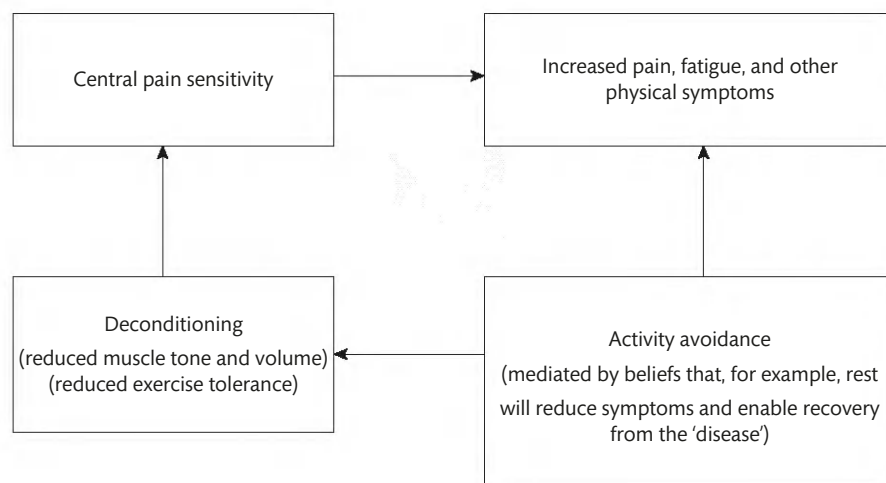 Central pain sensitivity
Increased pain, fatigue, and other
physical symptoms
Deconditioning
(reduced muscle tone and volume)
(reduced exercise tolerance)
Activity avoidance
(mediated by beliefs that, for example, rest
will reduce symptoms and enable recovery
from the ‘disease’)